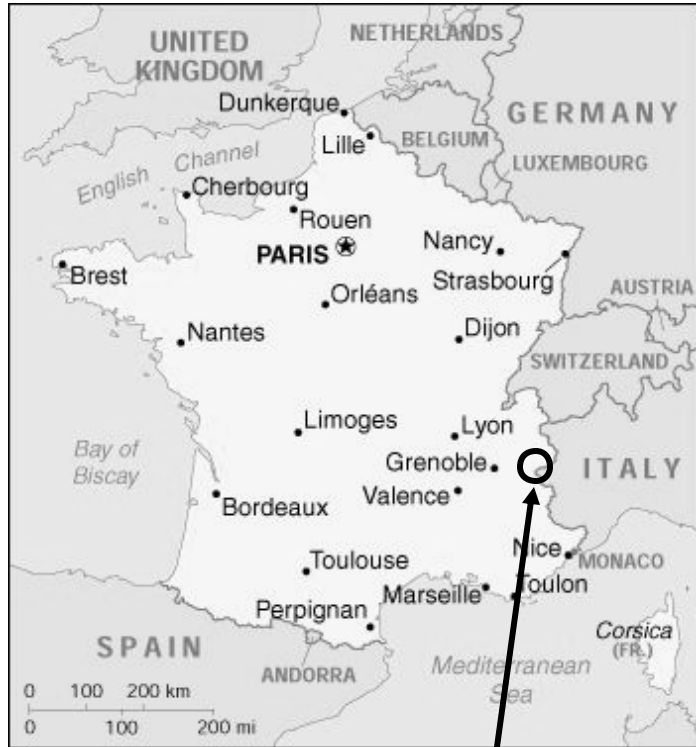 UNITED
KINGDOM
NETHERLANDS
Dunkerque
GERMANY
Lille
BELGIUM
LUXEMBOURG
English Channel
Cherbourg
Rouen
PARIS
Nancy
Strasbourg
Brest
Orléans
AUSTRIA
Nantes
Dijon
SWITZERLAND
Limoges
Lyon
Bay of
Biscay
Grenoble
ITALY
Valence
Bordeaux
Nice
MONACO
Toulouse
Marseille
Toulon
Perpignan
Corsica
(FR.)
SPAIN
ANDORRA
Mediterranean
Sea
0 100 200 km
0 100 200 mi